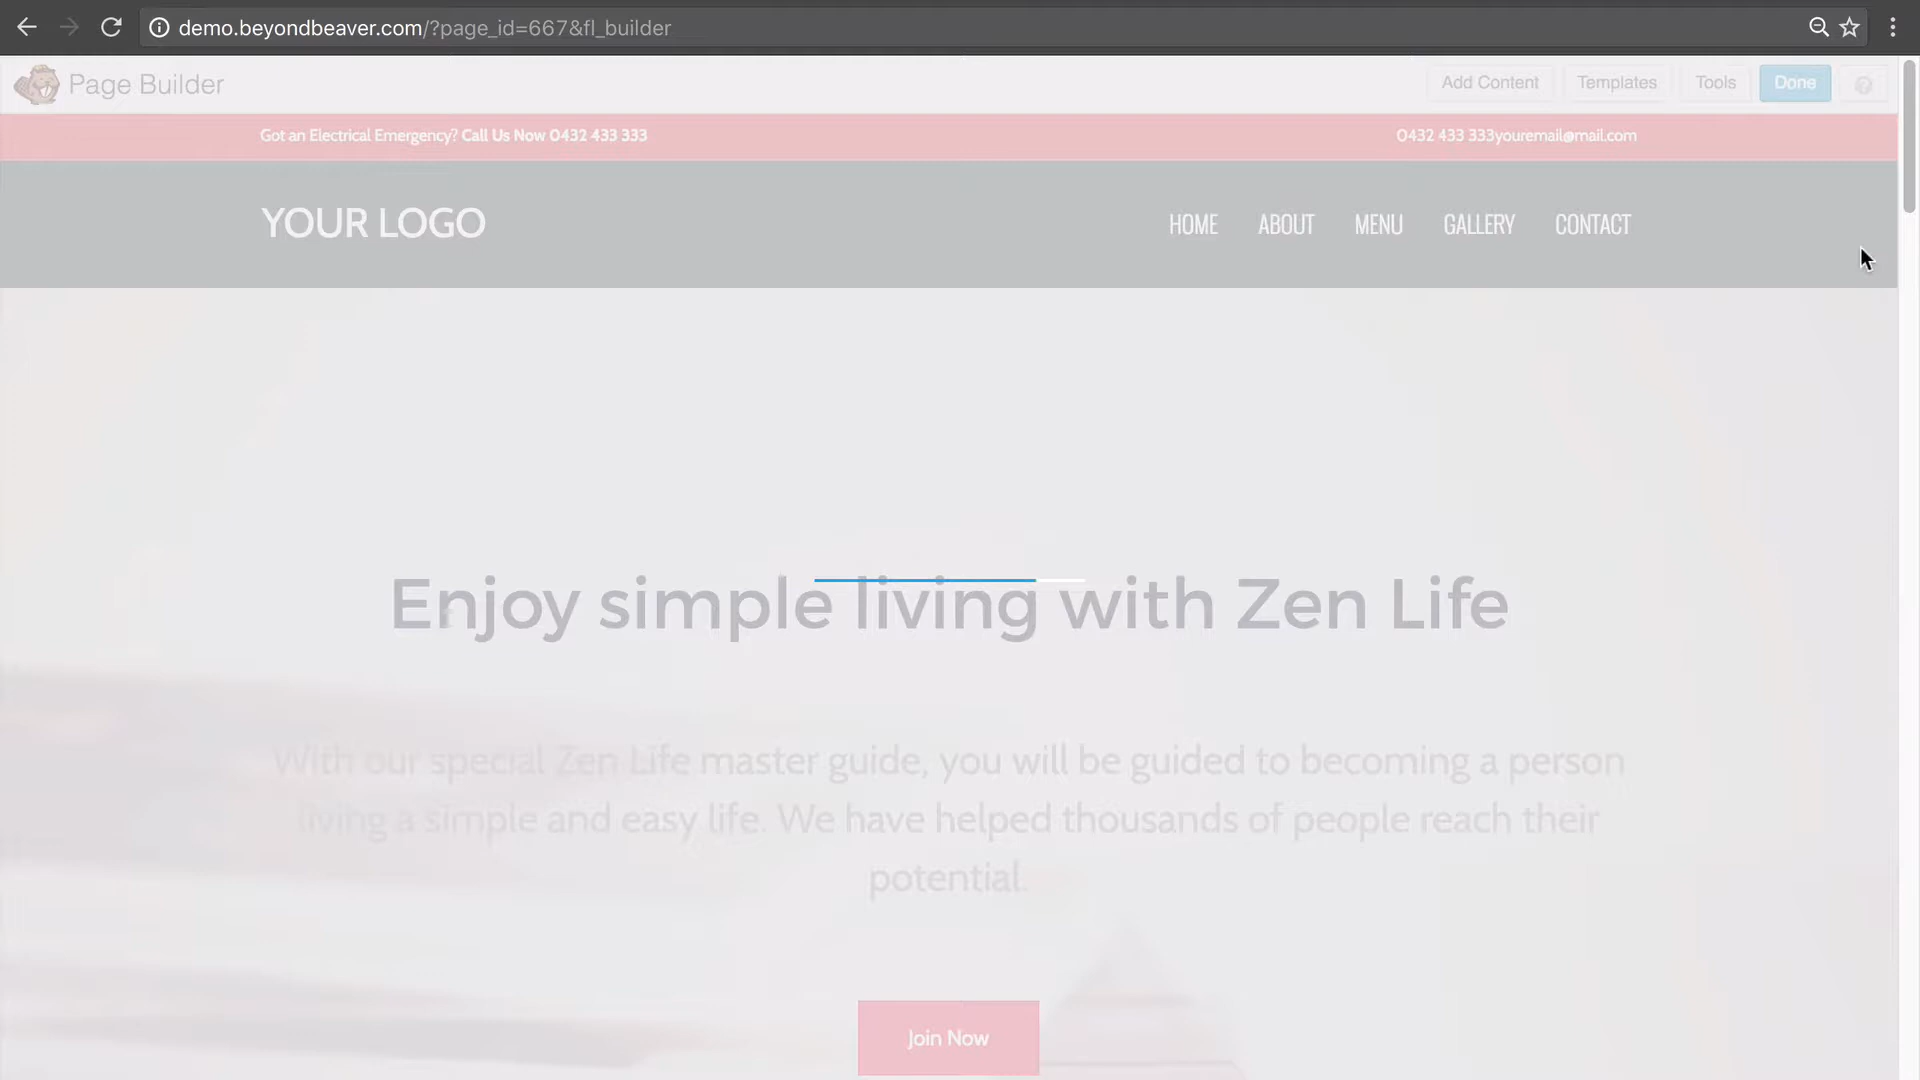 demo.beyondbeaver.com/?page_id=667&fl_builder
Page Builder
Add Content
Templates
Tools
Done
?
Got an Electrical Emergency? Call Us Now 0432 433 333
0432 433 333youremail@mail.com
YOUR LOGO
HOME
ABOUT
MENU
GALLERY
CONTACT
Enjoy simple living with Zen Life
With our special Zen Life master guide, you will be guided to becoming a person
living a simple and easy life. We have helped thousands of people reach their
potential.
Join Now